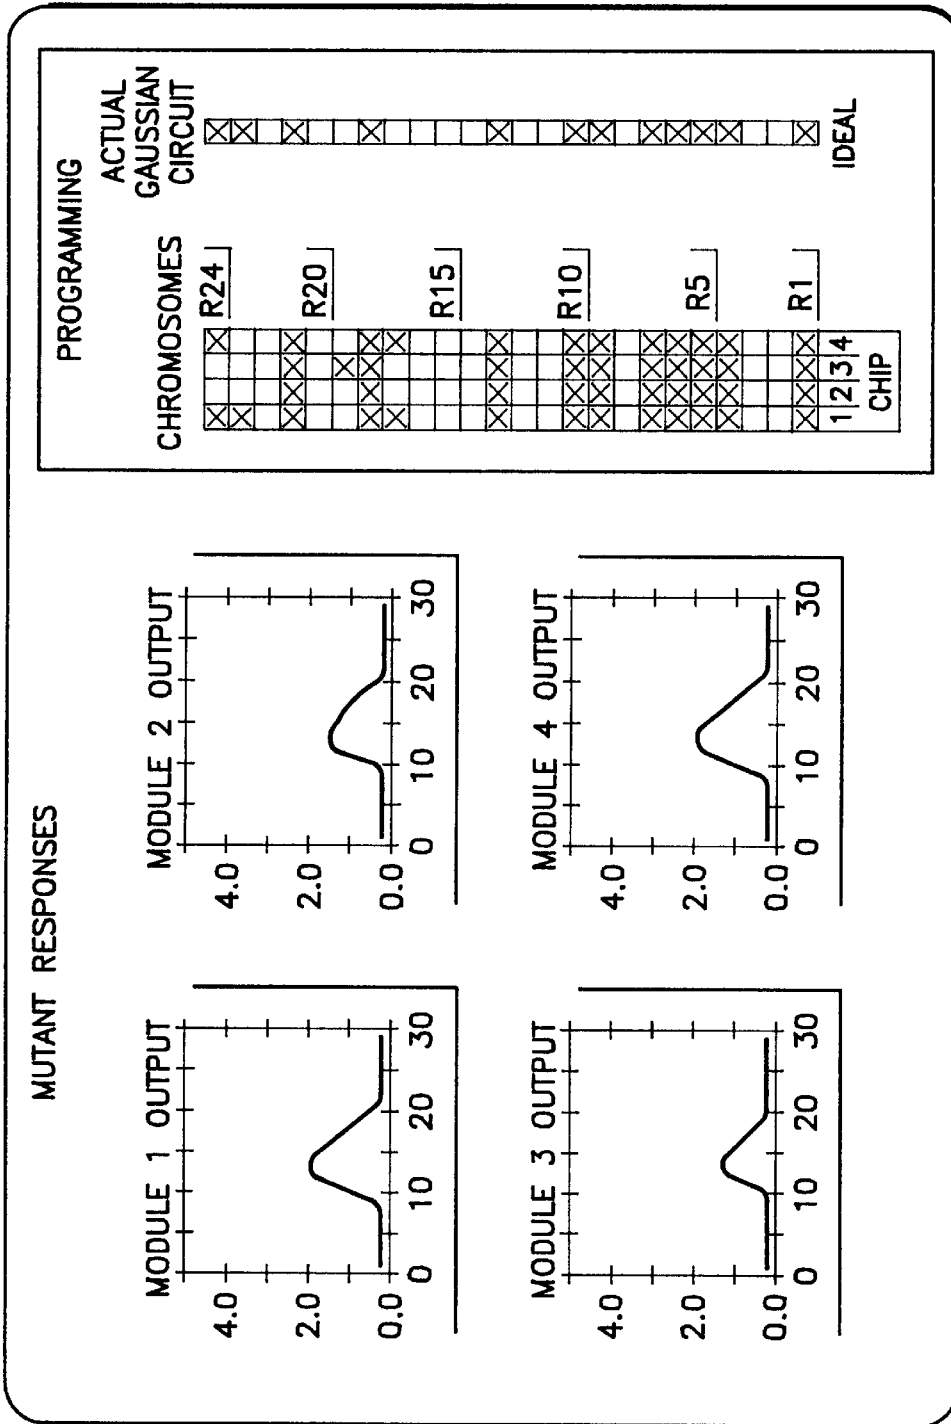 MUTANT RESPONSES
MODULE 1 OUTPUT
4.0
2.0
0.0
0 10 20 30
MODULE 2 OUTPUT
4.0
2.0
0.0
0 10 20 30
MODULE 3 OUTPUT
4.0
2.0
0.0
0 10 20 30
MODULE 4 OUTPUT
4.0
2.0
0.0
0 10 20 30
PROGRAMMING
CHROMOSOMES
ACTUAL
GAUSSIAN
CIRCUIT
R24
R20
R15
R10
R5
R1
1 2 3 4
CHIP
IDEAL